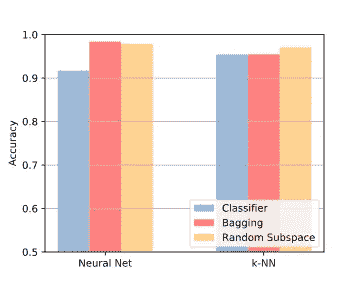 1.0
0.9
0.8
0.7
0.6
0.5
Accuracy
Neural Net
k-NN
Classifier
Bagging
Random Subspace